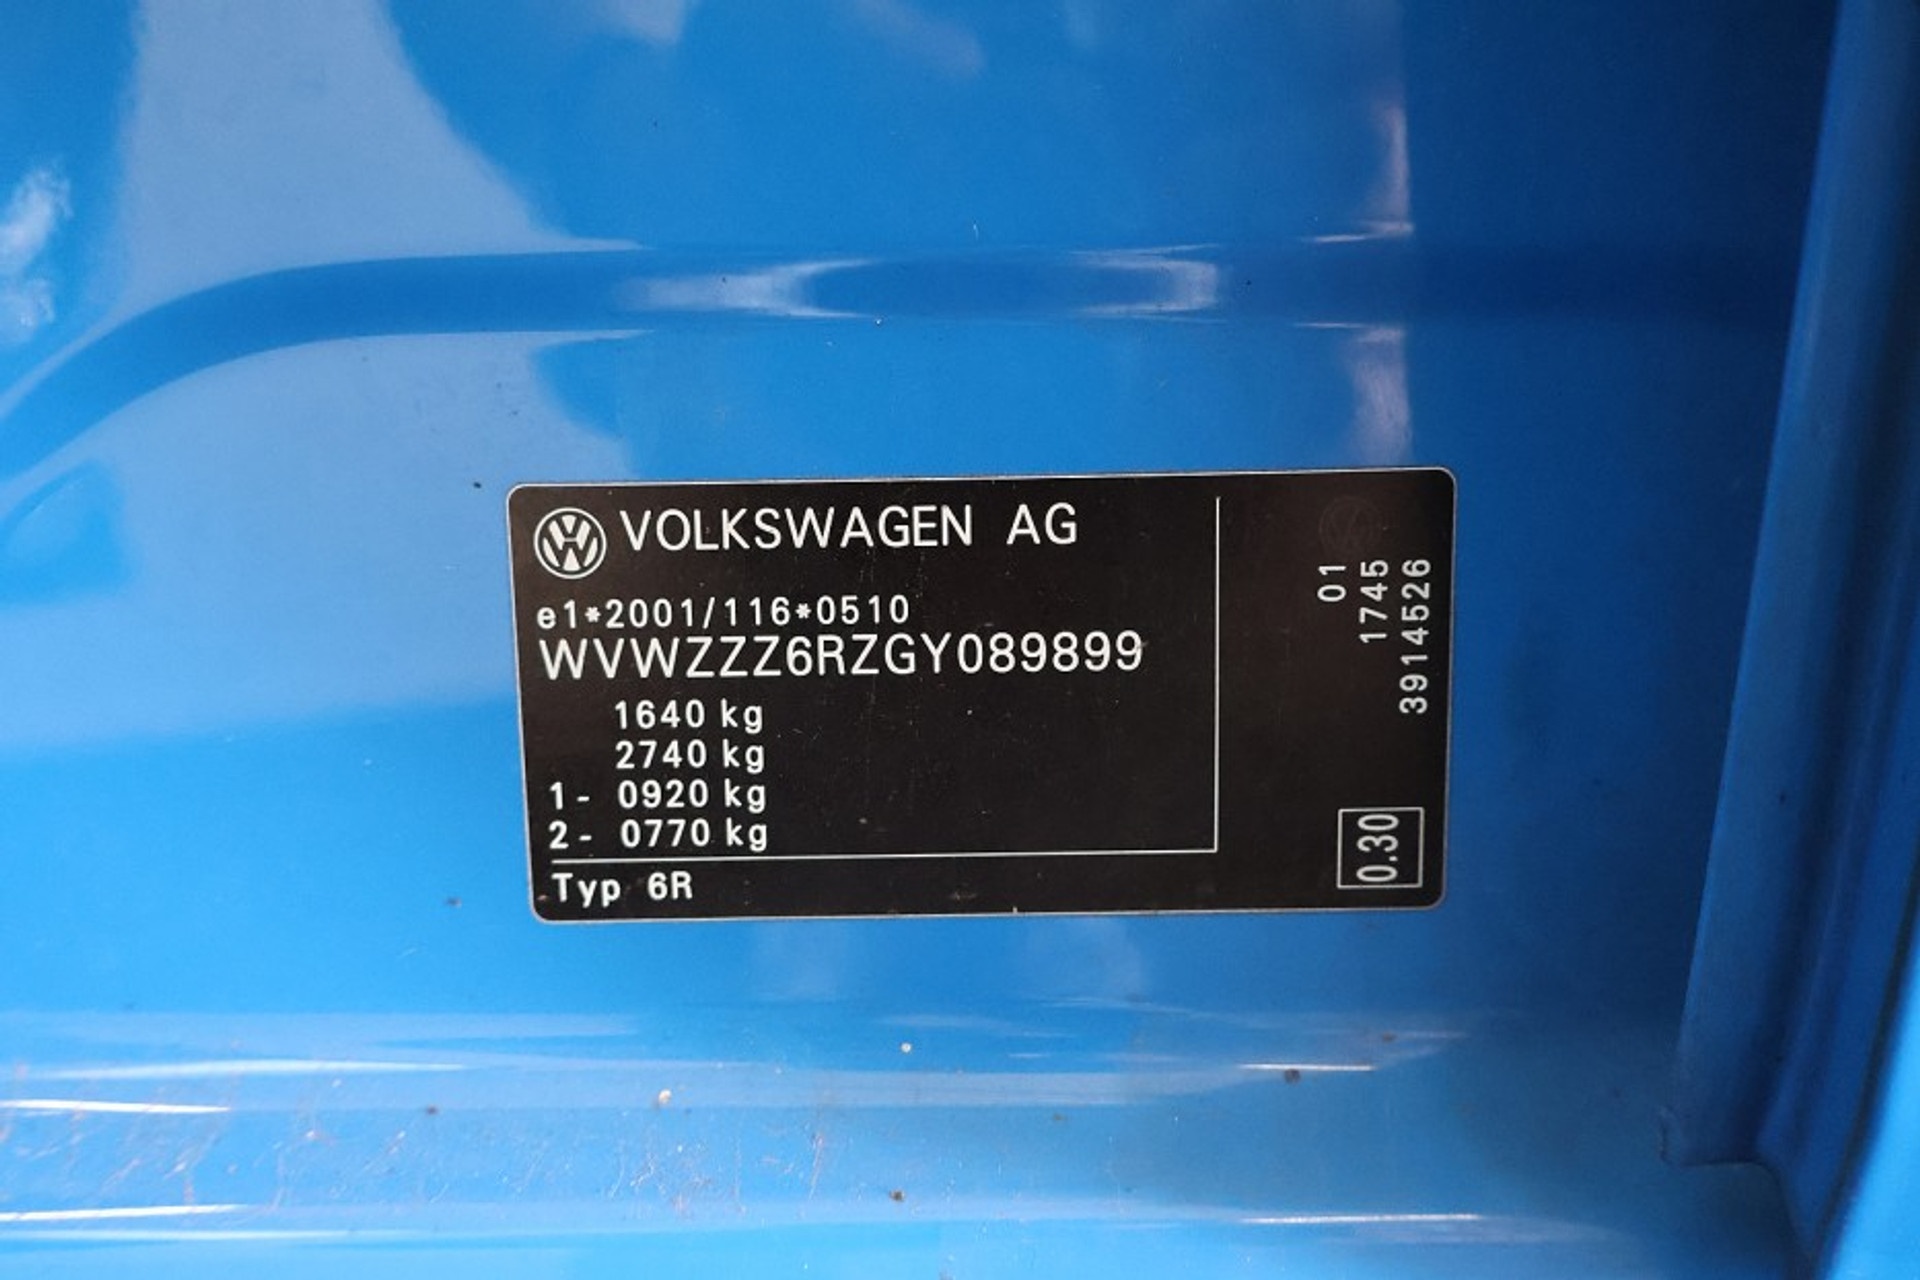 VOLKSWAGEN AG
e1*2001/116*0510
WVWZZZ6RZGY089899
1640 kg
2740 kg
1- 0920 kg
2- 0770 kg
Typ 6R
01
1745
3914526
0.30